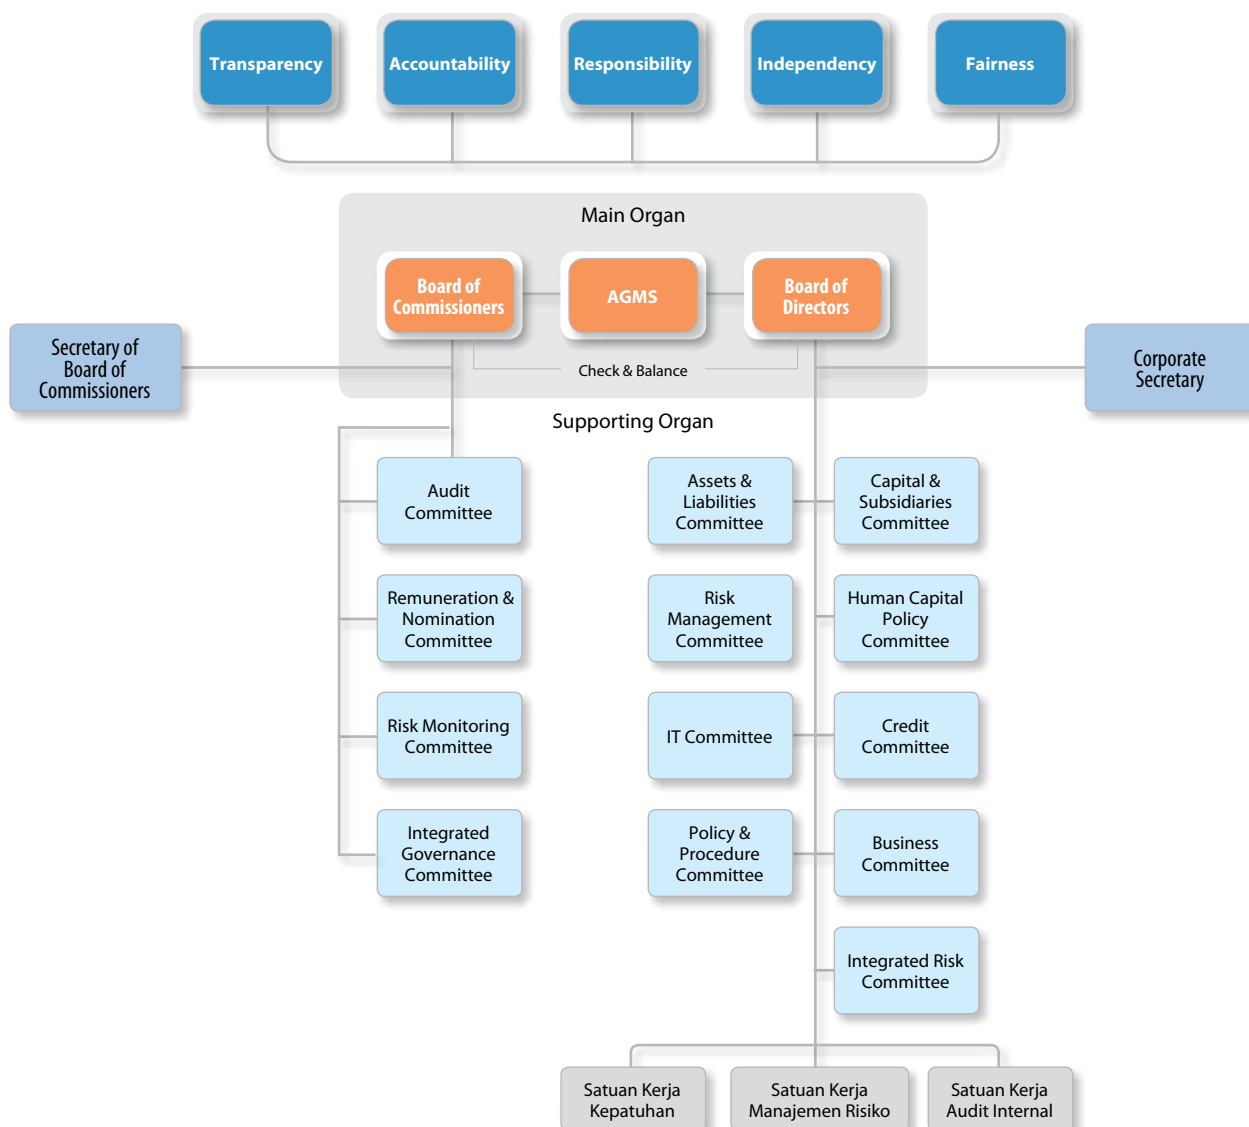 Transparency
Accountability
Responsibility
Independency
Fairness
Main Organ
Board of
Commissioners
AGMS
Board of
Directors
Check & Balance
Secretary of
Board of
Commissioners
Corporate
Secretary
Supporting Organ
Audit
Committee
Assets &
Liabilities
Committee
Capital &
Subsidiaries
Committee
Remuneration &
Nomination
Committee
Risk
Management
Committee
Human Capital
Policy
Committee
Risk Monitoring
Committee
IT Committee
Credit
Committee
Integrated
Governance
Committee
Policy &
Procedure
Committee
Business
Committee
Integrated Risk
Committee
Satuan Kerja
Kepatuhan
Satuan Kerja
Manajemen Risiko
Satuan Kerja
Audit Internal